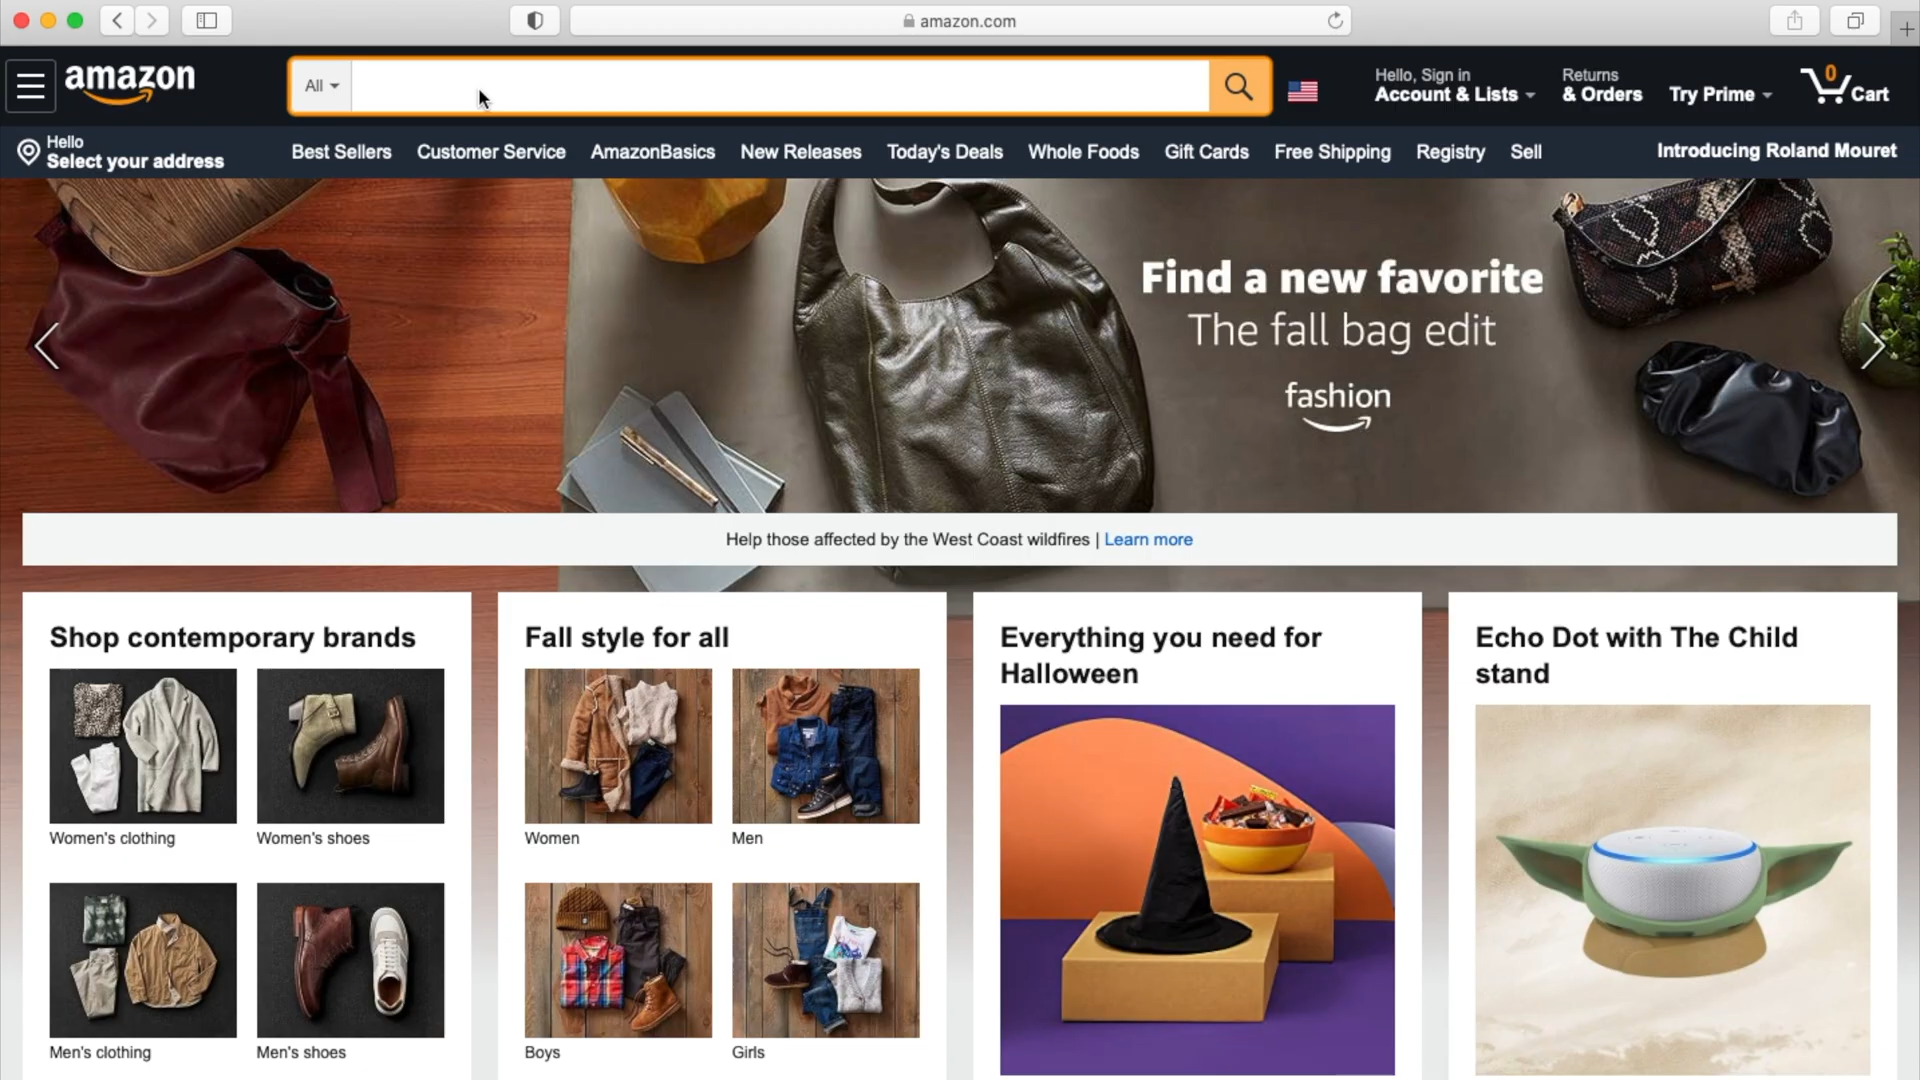 amazon.com
amazon
All
Hello, Sign in
Account & Lists
Returns
& Orders
Try Prime
0
Cart
Hello
Select your address
Best Sellers
Customer Service
AmazonBasics
New Releases
Today's Deals
Whole Foods
Gift Cards
Free Shipping
Registry
Sell
Introducing Roland Mouret
Find a new favorite
The fall bag edit
fashion
Help those affected by the West Coast wildfires | Learn more
Shop contemporary brands
Women's clothing
Women's shoes
Men's clothing
Men's shoes
Fall style for all
Women
Men
Boys
Girls
Everything you need for
Halloween
Echo Dot with The Child
stand